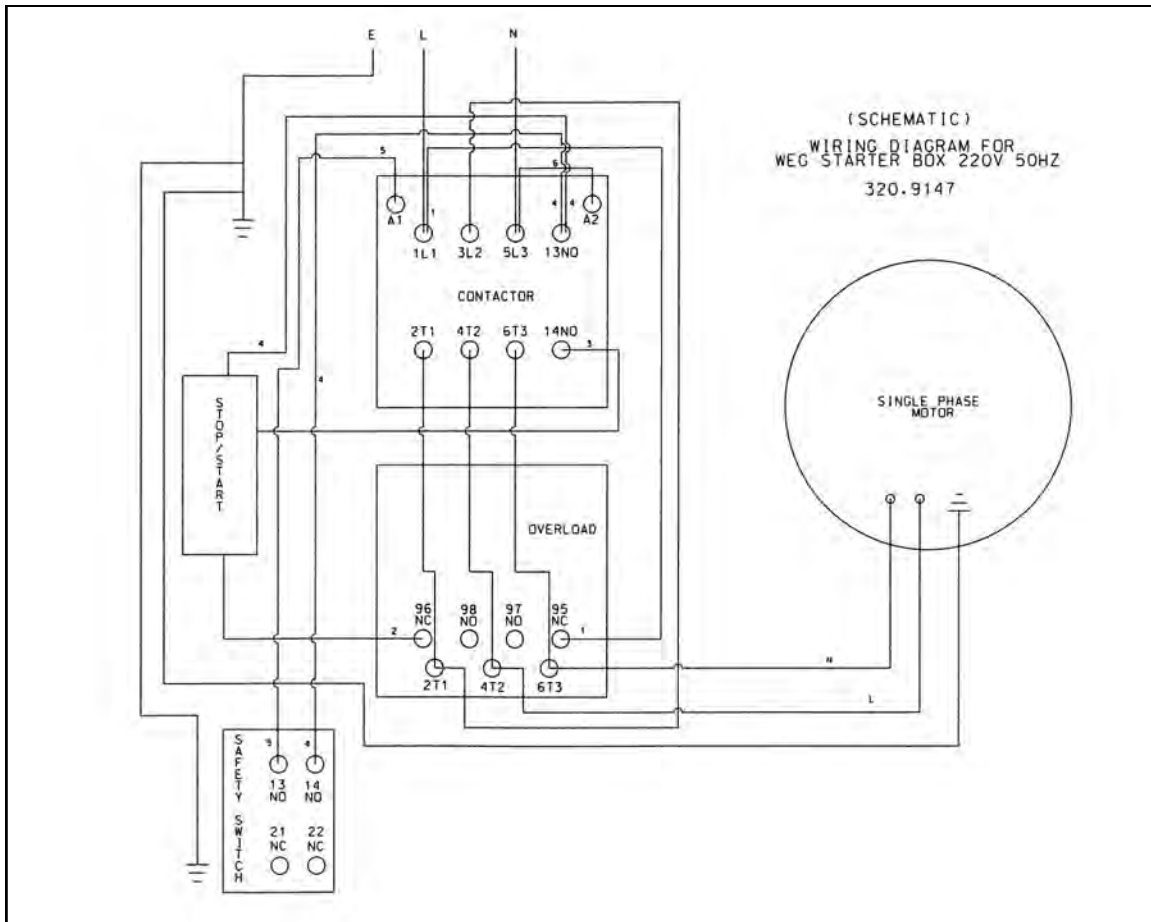 E L N
(SCHEMATIC)
WIRING DIAGRAM FOR
WEG STARTER BOX 220V 50HZ
320.9147
5
6
A1
1
4 4
A2
1L1 3L2 5L3 13NO
CONTACTOR
2T1 4T2 6T3 14NO
3
4
4
STOP/START
SINGLE PHASE
MOTOR
OVERLOAD
96 98 97 95
NC NO NO NC
2
1
2T1 4T2 6T3
N
L
SAFETY SWITCH
5 4
13 14
NO NO
21 22
NC NC